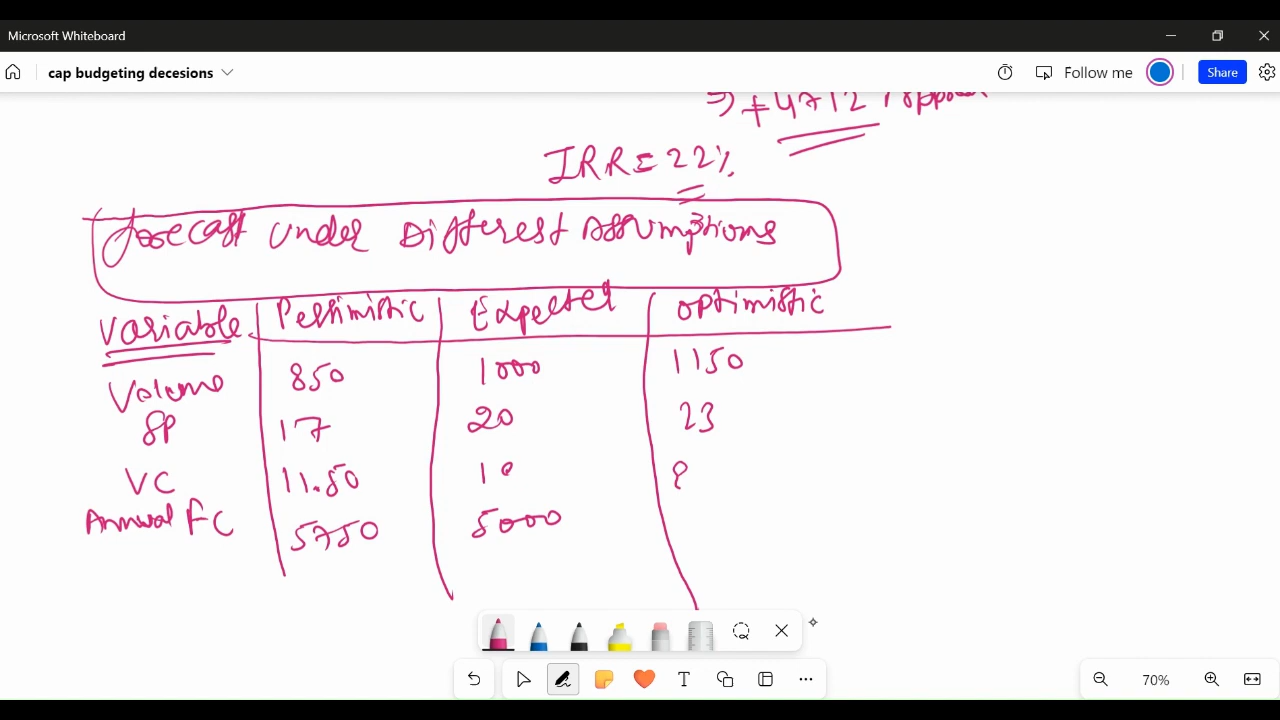 Microsoft Whiteboard
cap budgeting decesions
Follow me
Share
→ +4712
IRR = 22%
Forecast under Different Assumptions
Variable Pessimistic Expected optimistic
Volume 850 1000 1150
SP 17 20 23
VC 11.50 10 8
Annual FC 5750 5000
T
70%